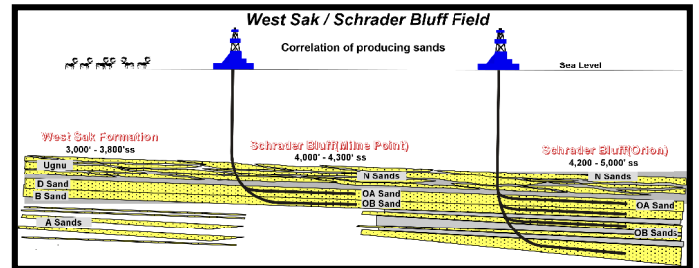 West Sak / Schrader Bluff Field
Correlation of producing sands
Sea Level
West Sak Formation
3,000' - 3,800'ss
Schrader Bluff(Milne Point)
4,000' - 4,300' ss
Schrader Bluff(Orion)
4,200 - 5,000' ss
Ugnu
N Sands
N Sands
D Sand
OA Sand
OA Sand
B Sand
OB Sand
A Sands
OB Sands